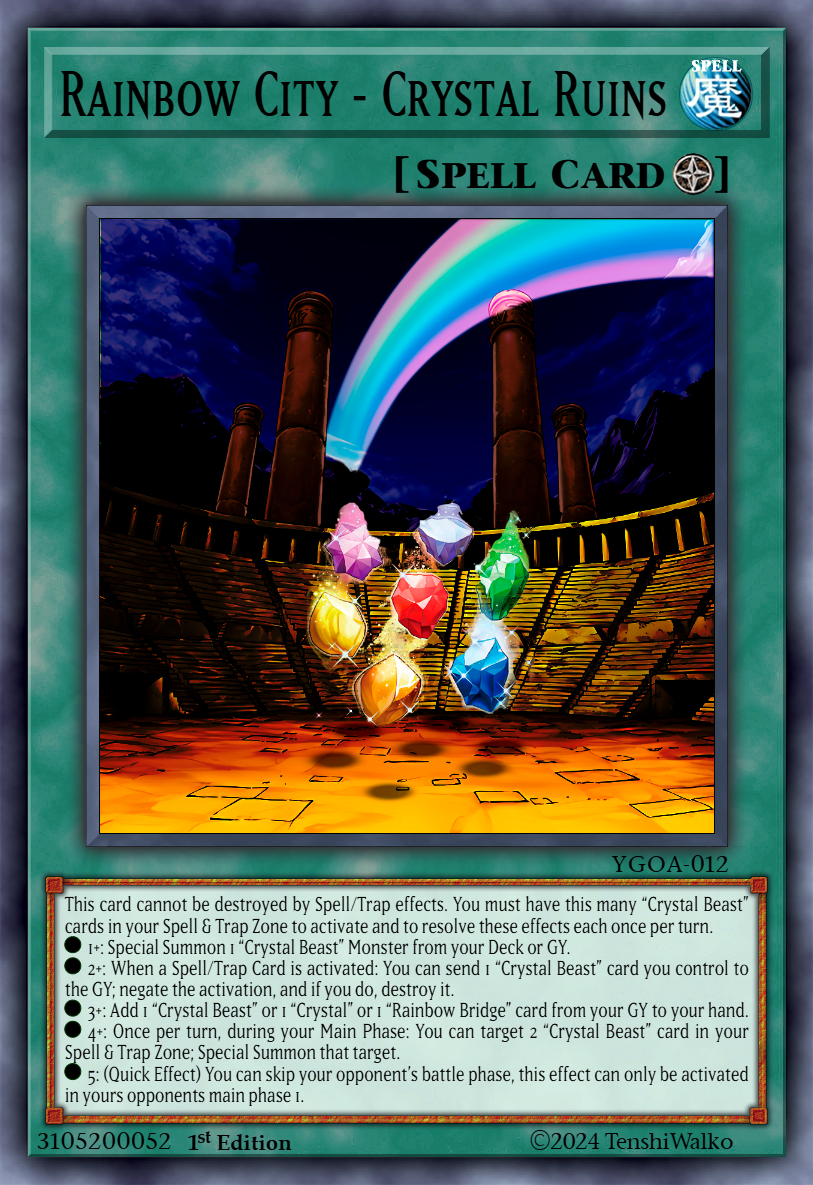 Rainbow City - Crystal Ruins
SPELL
魔
[Spell Card]
YGOA-012
This card cannot be destroyed by Spell/Trap effects. You must have this many “Crystal Beast”
cards in your Spell & Trap Zone to activate and to resolve these effects each once per turn.
● 1+: Special Summon 1 “Crystal Beast” Monster from your Deck or GY.
● 2+: When a Spell/Trap Card is activated: You can send 1 “Crystal Beast” card you control to
the GY; negate the activation, and if you do, destroy it.
● 3+: Add 1 “Crystal Beast” or 1 “Crystal” or 1 “Rainbow Bridge” card from your GY to your hand.
● 4+: Once per turn, during your Main Phase: You can target 2 “Crystal Beast” card in your
Spell & Trap Zone; Special Summon that target.
● 5: (Quick Effect) You can skip your opponent’s battle phase, this effect can only be activated
in yours opponents main phase 1.
3105200052 1st Edition ©2024 TenshiWalko